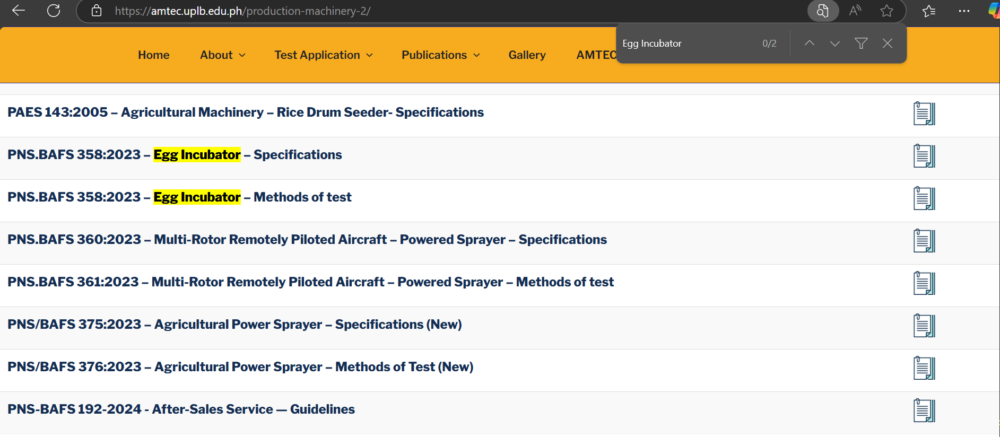 https://amtec.uplb.edu.ph/production-machinery-2/
Egg Incubator 0/2
Home About Test Application Publications Gallery AMTEC
PAES 143:2005 – Agricultural Machinery – Rice Drum Seeder- Specifications
PNS.BAFS 358:2023 – Egg Incubator – Specifications
PNS.BAFS 358:2023 – Egg Incubator – Methods of test
PNS.BAFS 360:2023 – Multi-Rotor Remotely Piloted Aircraft – Powered Sprayer – Specifications
PNS.BAFS 361:2023 – Multi-Rotor Remotely Piloted Aircraft – Powered Sprayer – Methods of test
PNS/BAFS 375:2023 – Agricultural Power Sprayer – Specifications (New)
PNS/BAFS 376:2023 – Agricultural Power Sprayer – Methods of Test (New)
PNS-BAFS 192-2024 - After-Sales Service — Guidelines